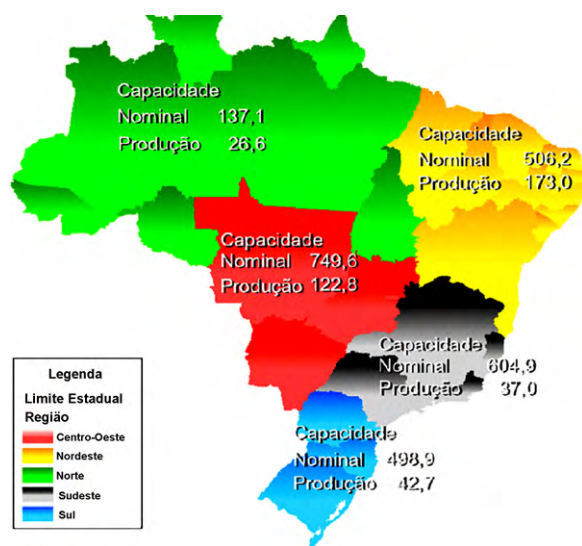 Capacidade
Nominal 137,1
Produção 26,6
Capacidade
Nominal 506,2
Produção 173,0
Capacidade
Nominal 749,6
Produção 122,8
Capacidade
Nominal 604,9
Produção 37,0
Capacidade
Nominal 498,9
Produção 42,7
Legenda
Limite Estadual
Região
Centro-Oeste
Nordeste
Norte
Sudeste
Sul